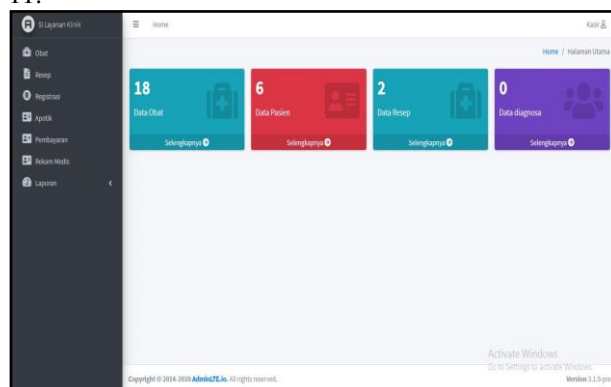 SI Layanan Klinik
Home
Kasir
Obat
Resep
Registrasi
Apotik
Pembayaran
Rekam Medis
Laporan
Home / Halaman Utama
18
Data Obat
Selengkapnya
6
Data Pasien
Selengkapnya
2
Data Resep
Selengkapnya
0
Data diagnosa
Selengkapnya
Activate Windows
Go to Settings to activate Windows.
Copyright © 2014-2020 AdminLTE.io. All rights reserved.
Version 3.1.0-pre